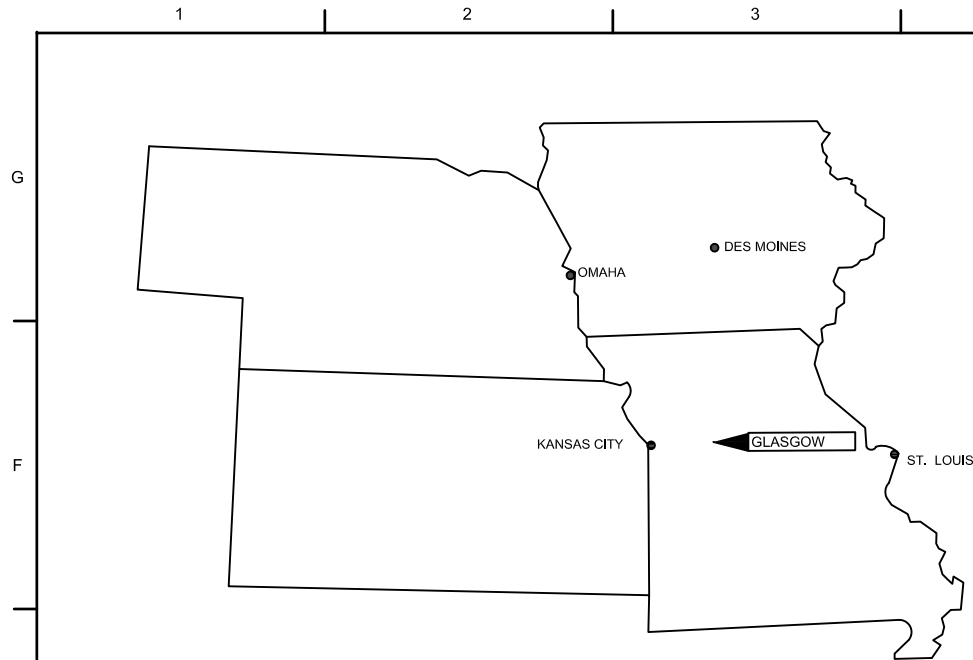 1 2 3
G
DES MOINES
OMAHA
KANSAS CITY
GLASGOW
F
ST. LOUIS